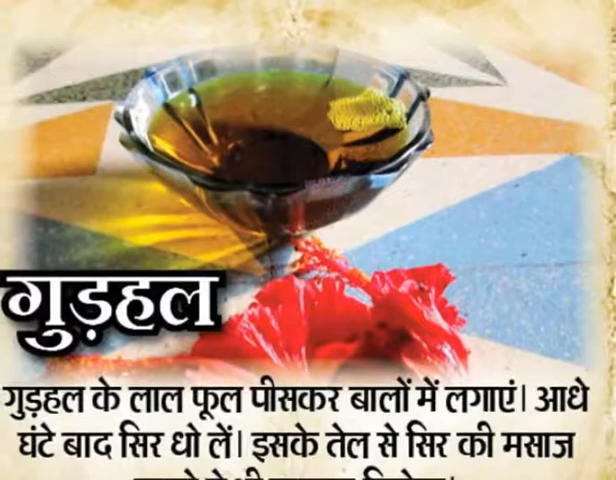 गुड़हल
गुड़हल के लाल फूल पीसकर बालों में लगाएं। आधे
घंटे बाद सिर धो लें। इसके तेल से सिर की मसाज